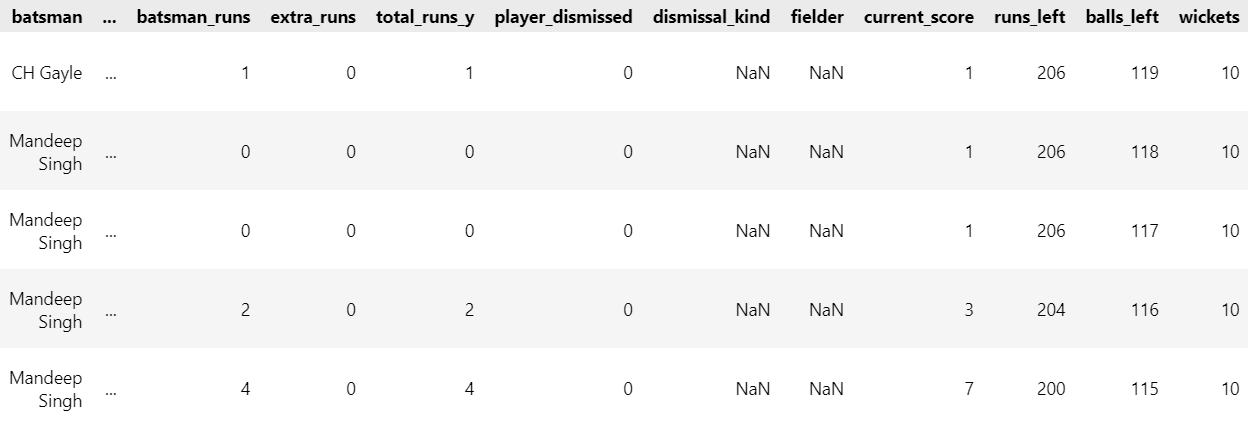 batsman ... batsman_runs extra_runs total_runs_y player_dismissed dismissal_kind fielder current_score runs_left balls_left wickets
CH Gayle ... 1 0 1 0 NaN NaN 1 206 119 10
Mandeep
Singh ... 0 0 0 0 NaN NaN 1 206 118 10
Mandeep
Singh ... 0 0 0 0 NaN NaN 1 206 117 10
Mandeep
Singh ... 2 0 2 0 NaN NaN 3 204 116 10
Mandeep
Singh ... 4 0 4 0 NaN NaN 7 200 115 10